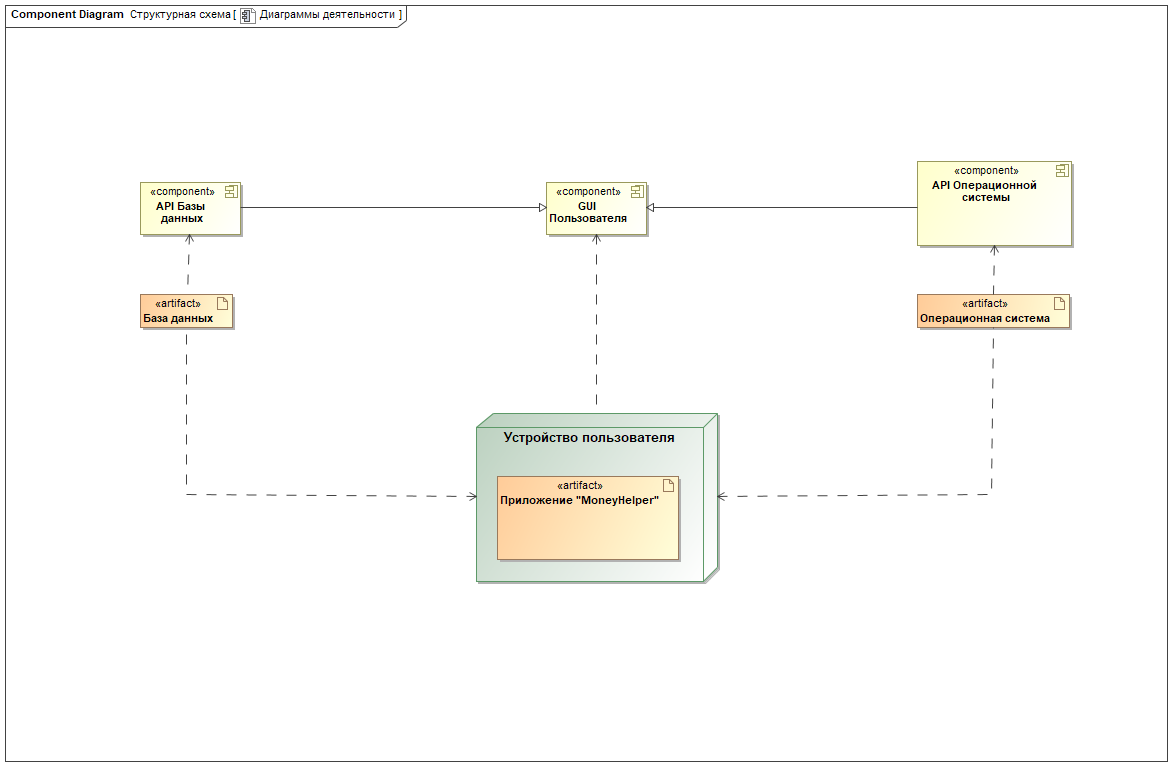 Component Diagram Структурная схема [ Диаграммы деятельности ]
«component»
API Базы
данных
«component»
GUI
Пользователя
«component»
API Операционной
системы
«artifact»
База данных
«artifact»
Операционная система
Устройство пользователя
«artifact»
Приложение "MoneyHelper"